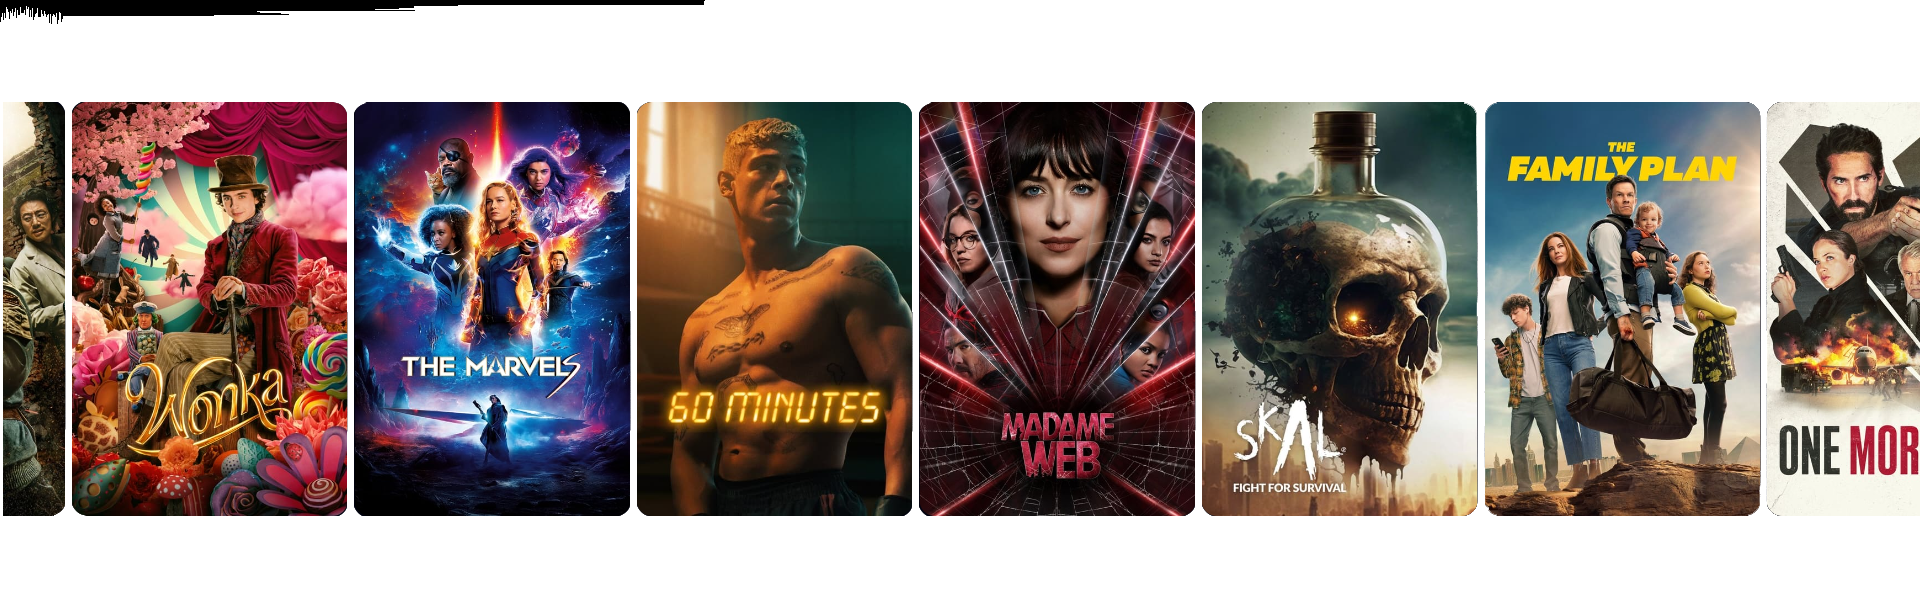 Wonka
THE MARVELS
60 MINUTES
MADAME
WEB
SKAL
FIGHT FOR SURVIVAL
THE
FAMILY PLAN
ONE MOR